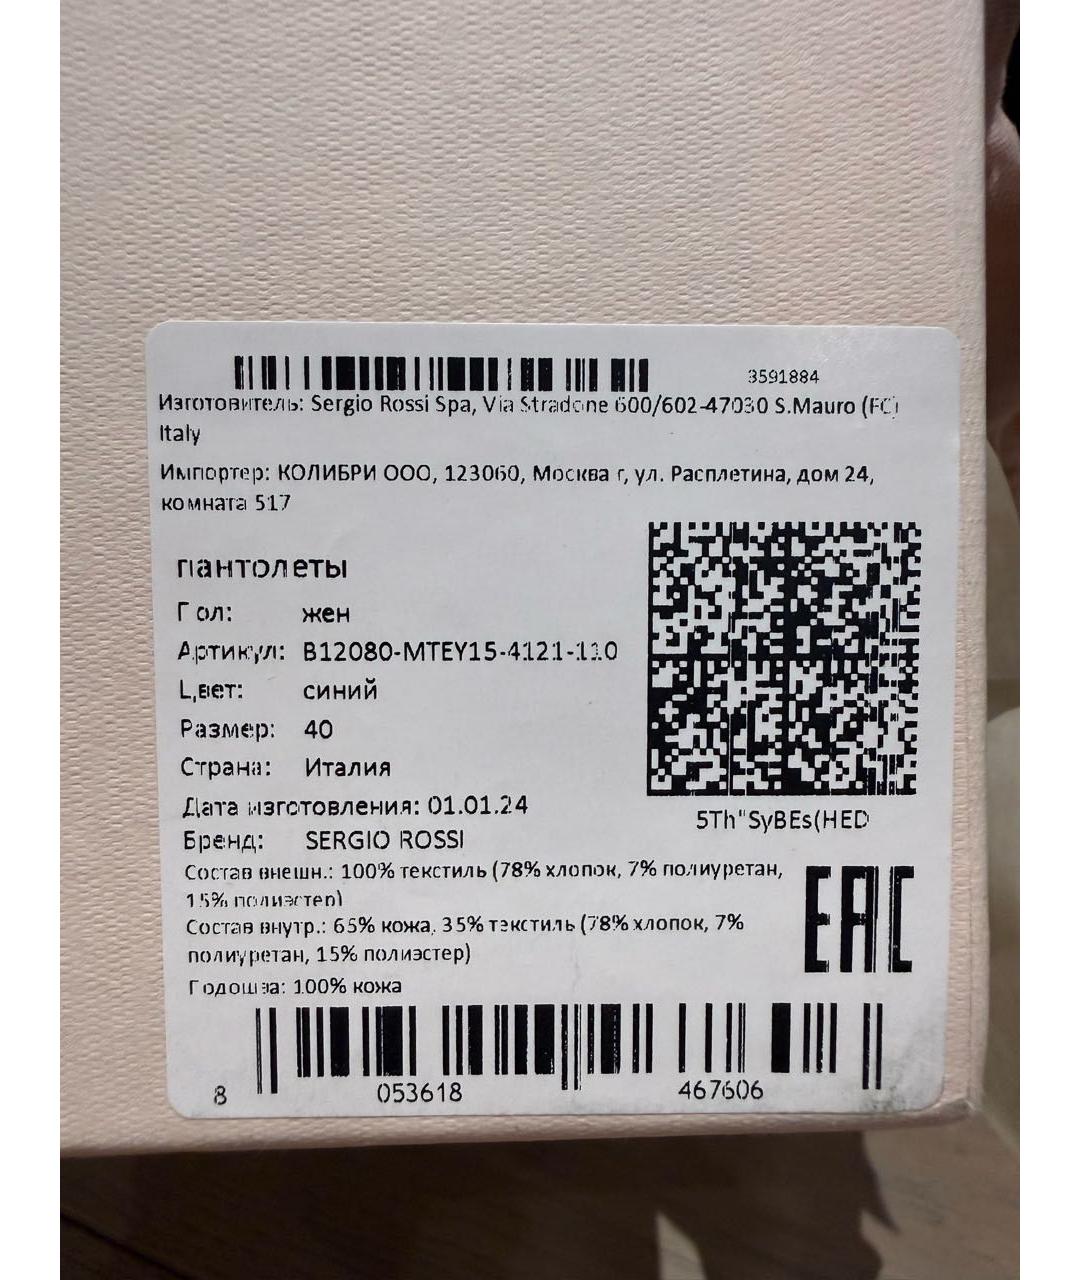 3591884
Изготовитель: Sergio Rossi Spa, Via Stradone 600/602-47030 S.Mauro (FC)
Italy
Импортер: КОЛИБРИ ООО, 123060, Москва г, ул. Расплетина, дом 24,
комната 517
пантолеты
Пол: жен
Артикул: B12080-MTEY15-4121-110
Цвет: синий
Размер: 40
Страна: Италия
Дата изготовления: 01.01.24
Бренд: SERGIO ROSSI
5Th"SyBEs(HED
Состав внешн.: 100% текстиль (78% хлопок, 7% полиуретан,
15% полиэстер)
Состав внутр.: 65% кожа, 35% текстиль (78% хлопок, 7%
полиуретан, 15% полиэстер)
Подошва: 100% кожа
EAC
8 053618 467606